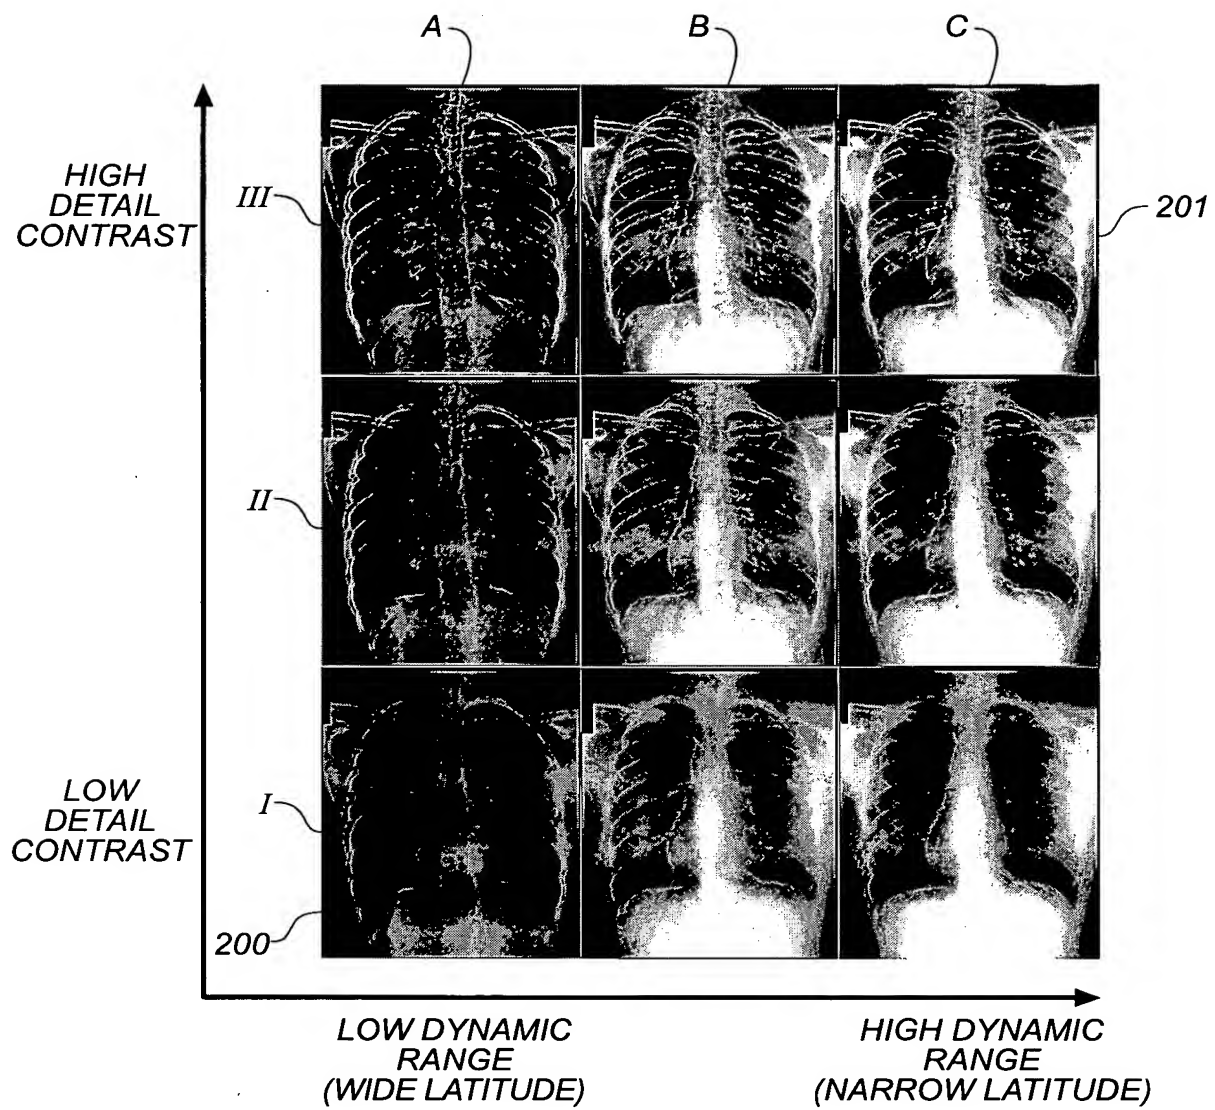 A
B
C
HIGH
DETAIL
CONTRAST
III
201
II
LOW
DETAIL
CONTRAST
I
200
LOW DYNAMIC
RANGE
(WIDE LATITUDE)
HIGH DYNAMIC
RANGE
(NARROW LATITUDE)